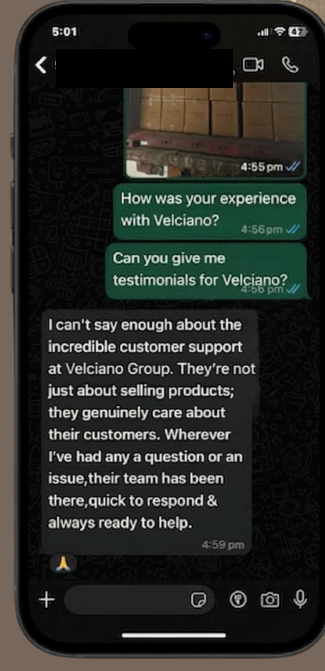 5:01
47
4:55 pm
How was your experience
with Velciano?
4:56pm
Can you give me
testimonials for Velciano?
4:56 pm
I can't say enough about the
incredible customer support
at Velciano Group. They're not
just about selling products;
they genuinely care about
their customers. Wherever
I've had any a question or an
issue,their team has been
there,quick to respond &
always ready to help.
4:59 pm